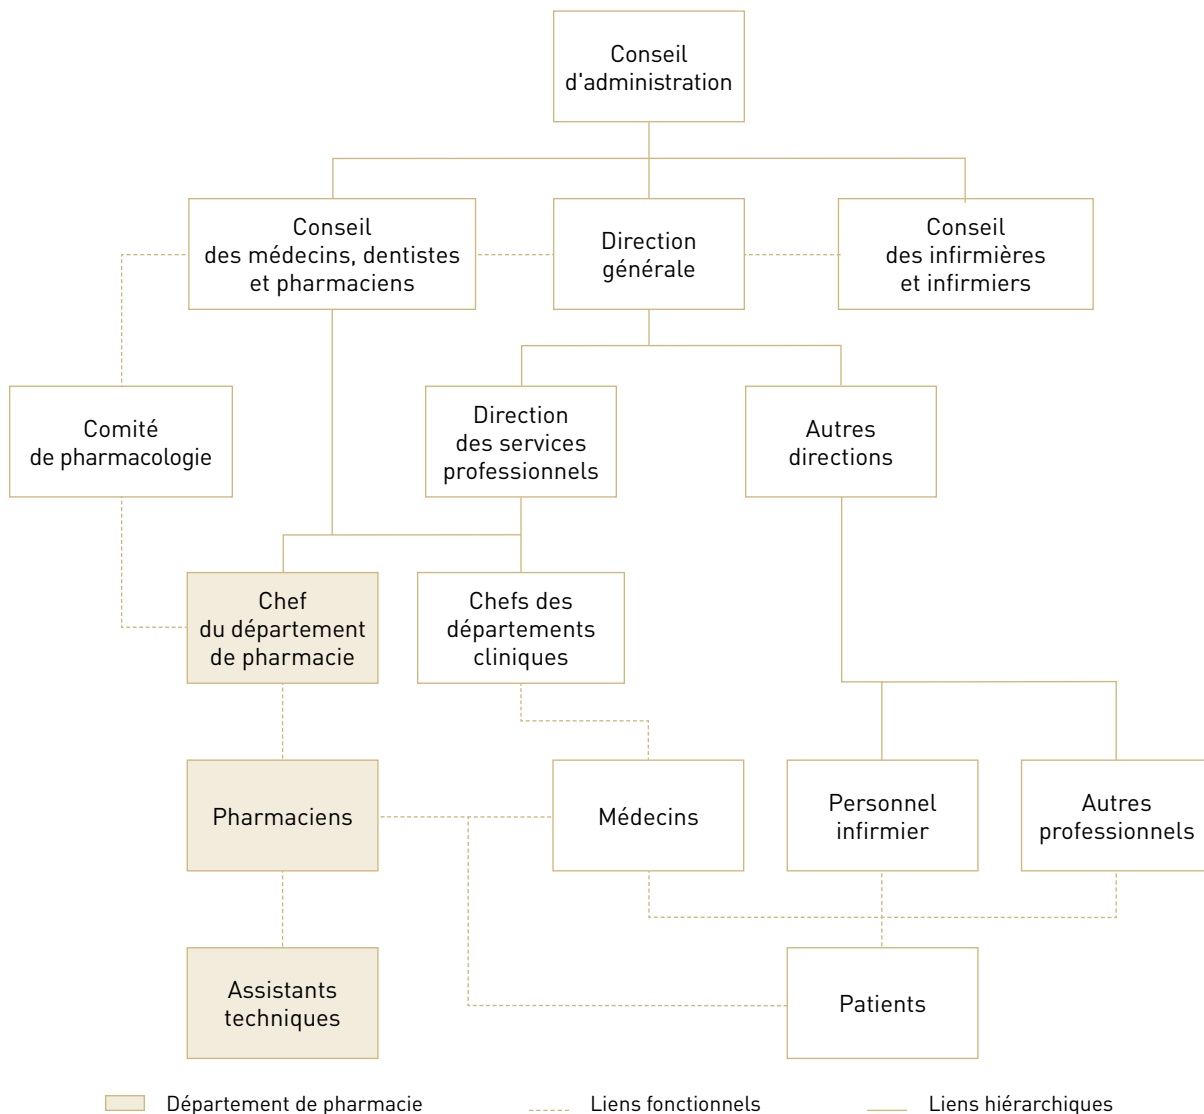 Conseil
d'administration
Conseil
des médecins, dentistes
et pharmaciens
Direction
générale
Conseil
des infirmières
et infirmiers
Comité
de pharmacologie
Direction
des services
professionnels
Autres
directions
Chef
du département
de pharmacie
Chefs des
départements
cliniques
Pharmaciens
Médecins
Personnel
infirmier
Autres
professionnels
Assistants
techniques
Patients
Département de pharmacie
Liens fonctionnels
Liens hiérarchiques